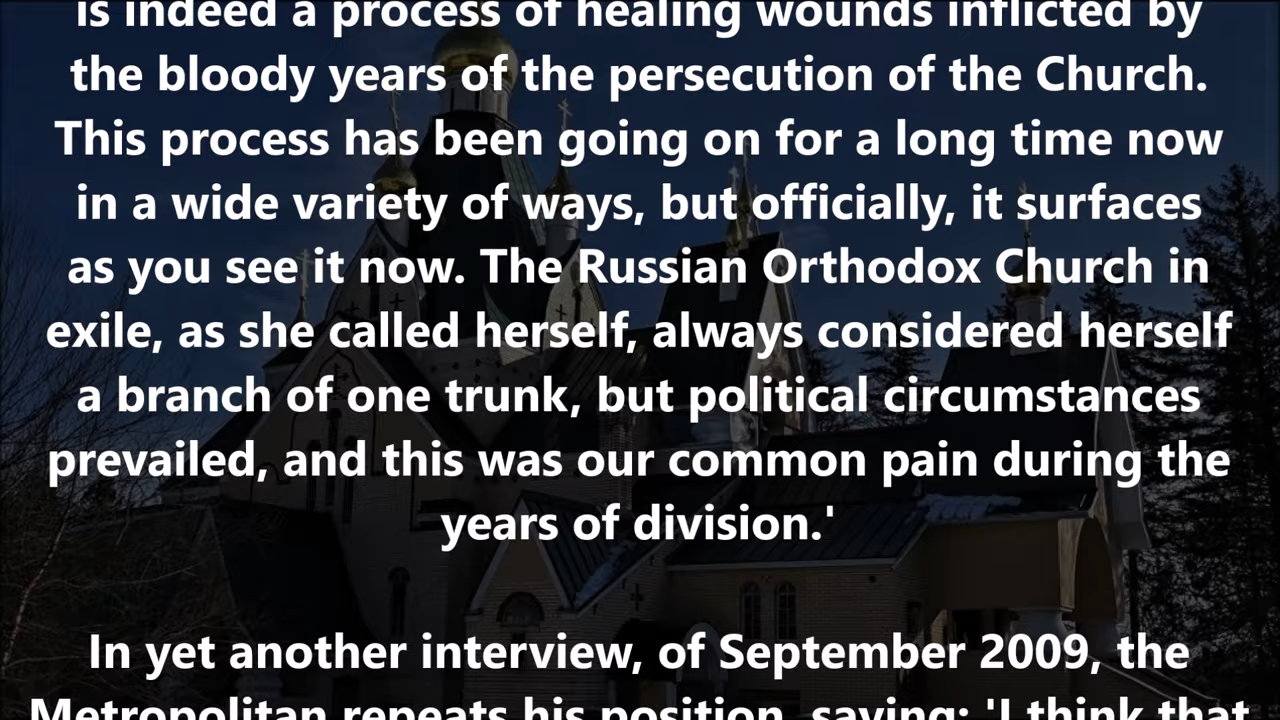 is indeed a process of healing wounds inflicted by
the bloody years of the persecution of the Church.
This process has been going on for a long time now
in a wide variety of ways, but officially, it surfaces
as you see it now. The Russian Orthodox Church in
exile, as she called herself, always considered herself
a branch of one trunk, but political circumstances
prevailed, and this was our common pain during the
years of division.'
In yet another interview, of September 2009, the
Metropolitan repeats his position, saying: 'I think that